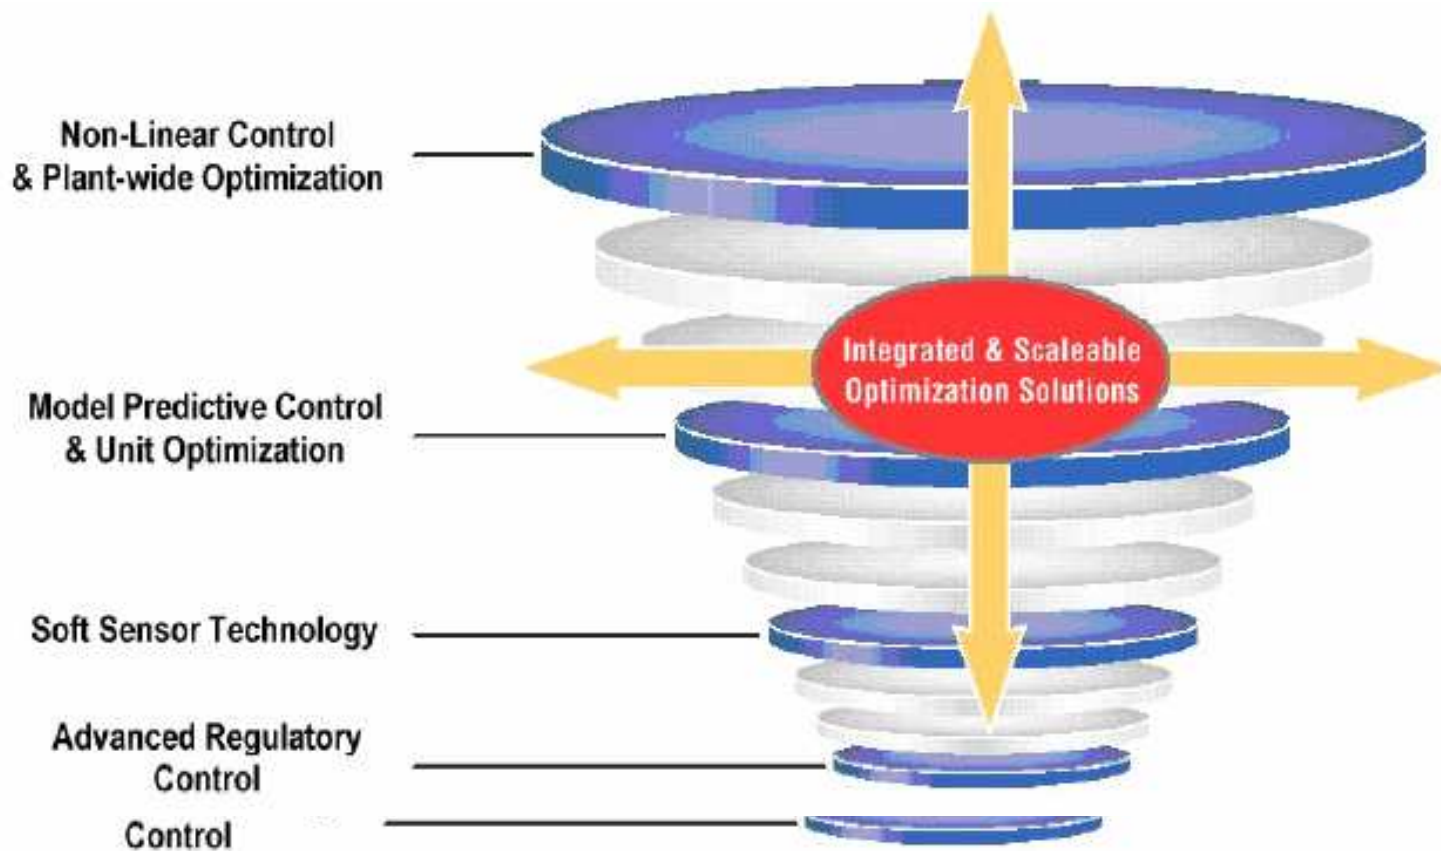 Non-Linear Control
& Plant-wide Optimization
Integrated & Scaleable
Optimization Solutions
Model Predictive Control
& Unit Optimization
Soft Sensor Technology
Advanced Regulatory
Control
Control